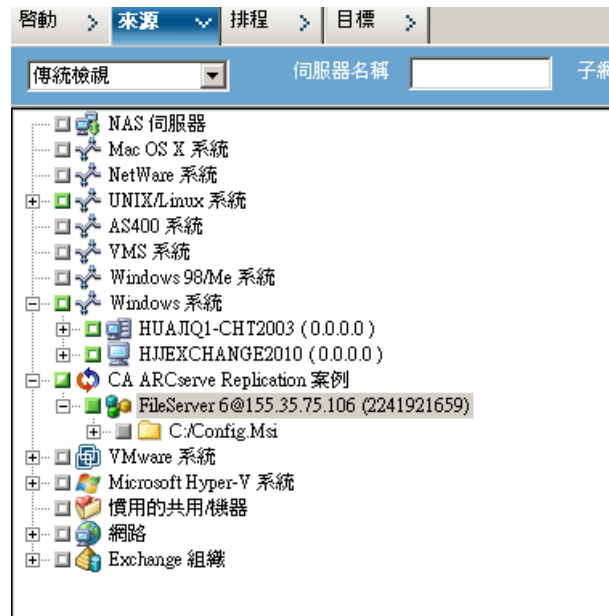 啓動 來源 排程 目標
傳統檢視 伺服器名稱 子網
NAS 伺服器
Mac OS X 系統
NetWare 系統
UNIX/Linux 系統
AS400 系統
VMS 系統
Windows 98/Me 系統
Windows 系統
HUAJIQ1-CHT2003 ( 0.0.0.0 )
HJJEXCHANGE2010 ( 0.0.0.0 )
CA ARCserve Replication 案例
FileServer 6@155.35.75.106 (2241921659)
C:/Config.Msi
VMware 系統
Microsoft Hyper-V 系統
慣用的共用/機器
網路
Exchange 組織